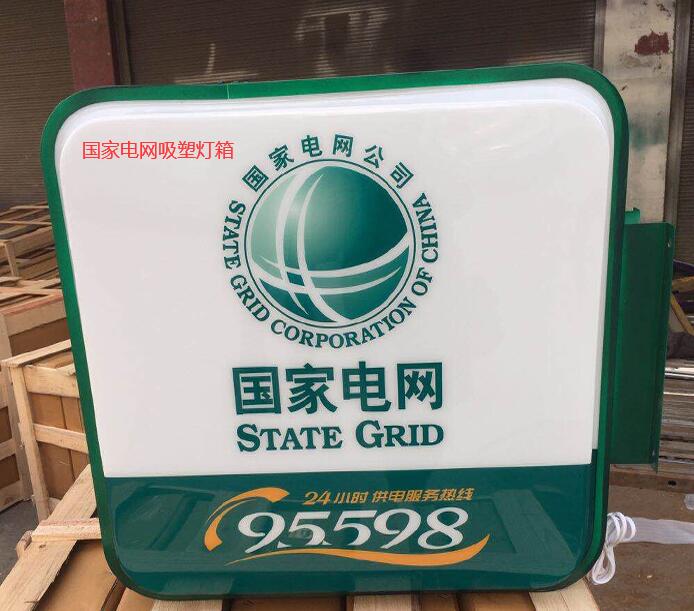 国家电网吸塑灯箱
国家电网公司
STATE GRID CORPORATION OF CHINA
国家电网
STATE GRID
24小时 供电服务热线
95598